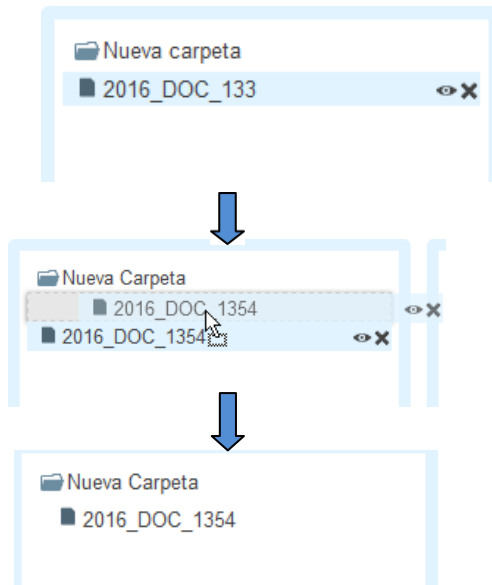 Nueva carpeta
2016_DOC_133
Nueva Carpeta
2016_DOC_1354
2016_DOC_1354
Nueva Carpeta
2016_DOC_1354